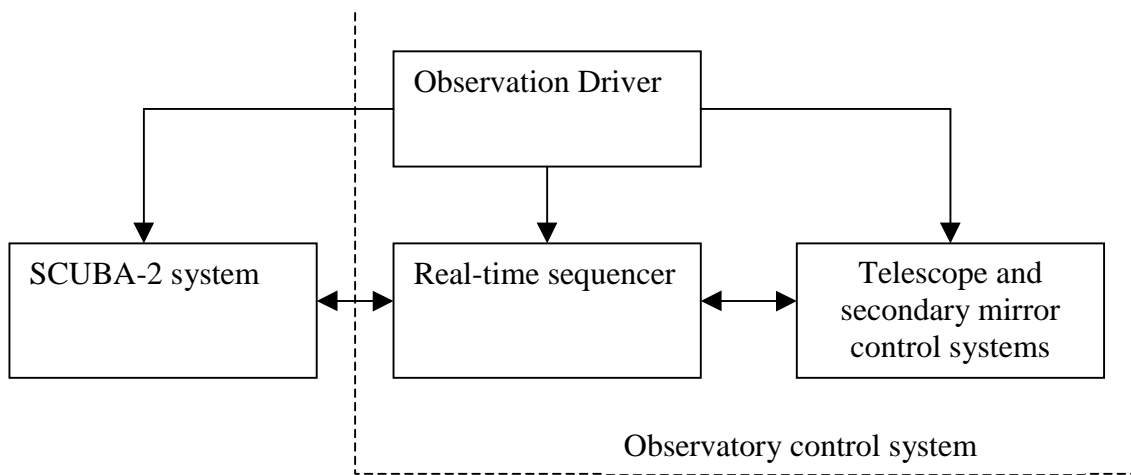 Observation Driver
SCUBA-2 system
Real-time sequencer
Telescope and
secondary mirror
control systems
Observatory control system